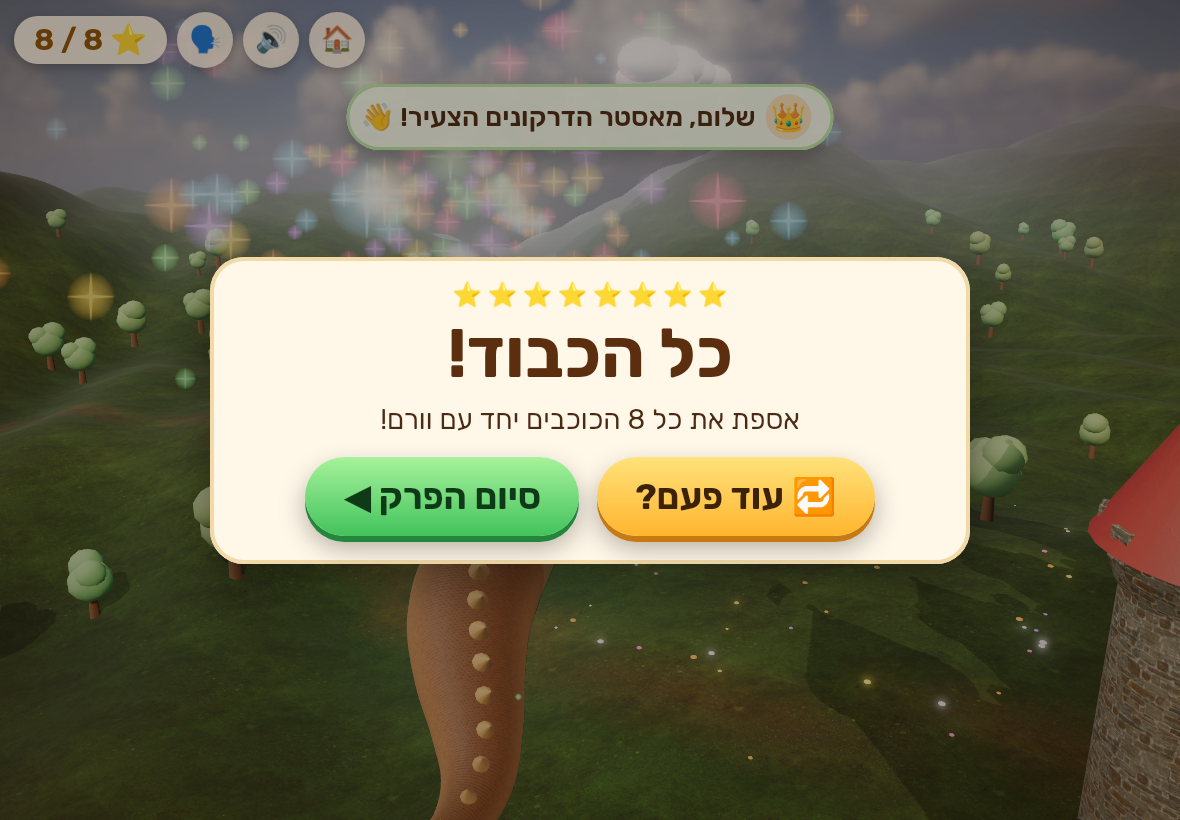 8 / 8 ⭐
שלום, מאסטר הדרקונים הצעיר! 👋
כל הכבוד!
אספת את כל 8 הכוכבים יחד עם וורם!
🔁 עוד פעם?
סיום הפרק ◀